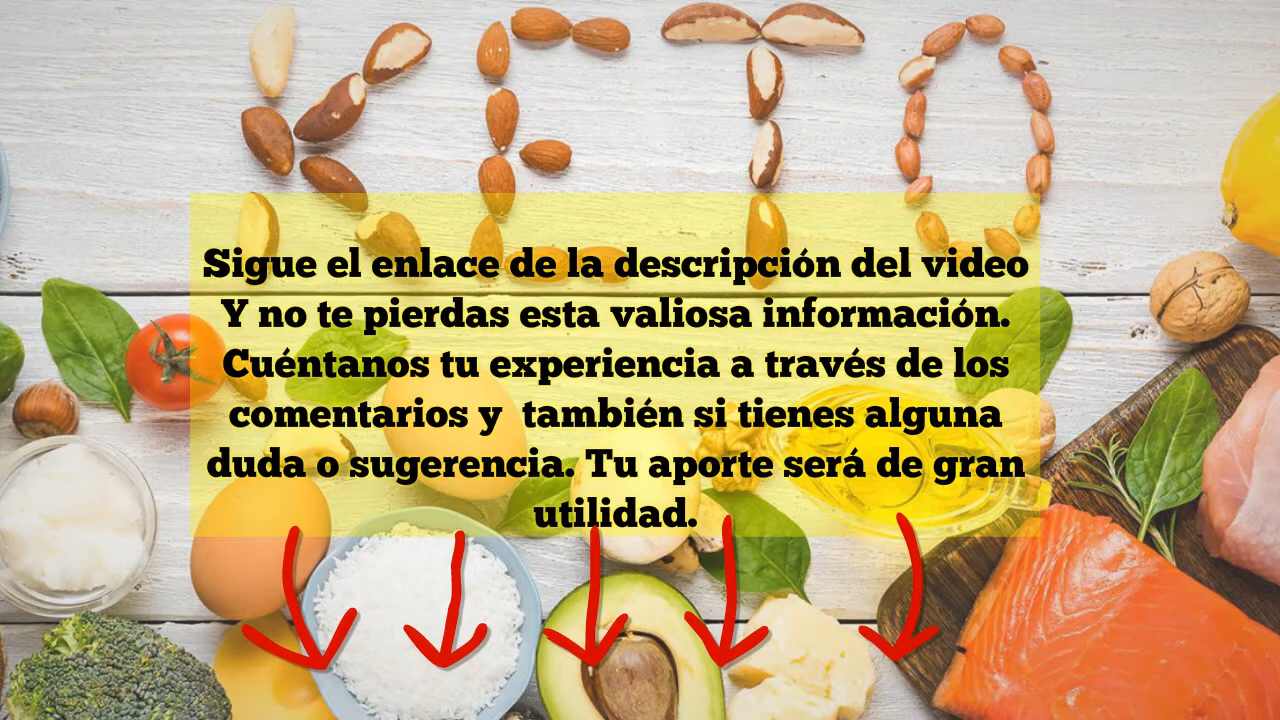 KETO
Sigue el enlace de la descripción del video
Y no te pierdas esta valiosa información.
Cuéntanos tu experiencia a través de los
comentarios y  también si tienes alguna
duda o sugerencia. Tu aporte será de gran
utilidad.